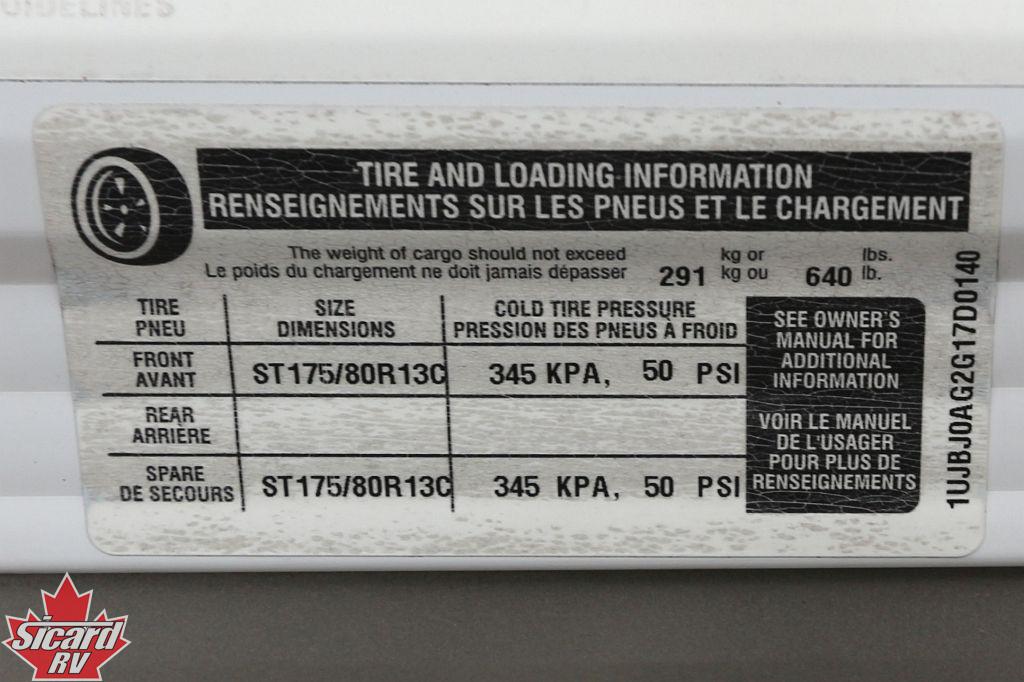 GUIDELINES
TIRE AND LOADING INFORMATION
RENSEIGNEMENTS SUR LES PNEUS ET LE CHARGEMENT
The weight of cargo should not exceed kg or lbs.
Le poids du chargement ne doit jamais dépasser 291 kg ou 640 lb.
TIRE SIZE COLD TIRE PRESSURE
PNEU DIMENSIONS PRESSION DES PNEUS À FROID
FRONT
AVANT ST175/80R13C 345 KPA, 50 PSI
REAR
ARRIÈRE
SPARE
DE SECOURS ST175/80R13C 345 KPA, 50 PSI
SEE OWNER'S
MANUAL FOR
ADDITIONAL
INFORMATION
VOIR LE MANUEL
DE L'USAGER
POUR PLUS DE
RENSEIGNEMENTS
1UJBJ0AG2G17D0140
Sicard
RV